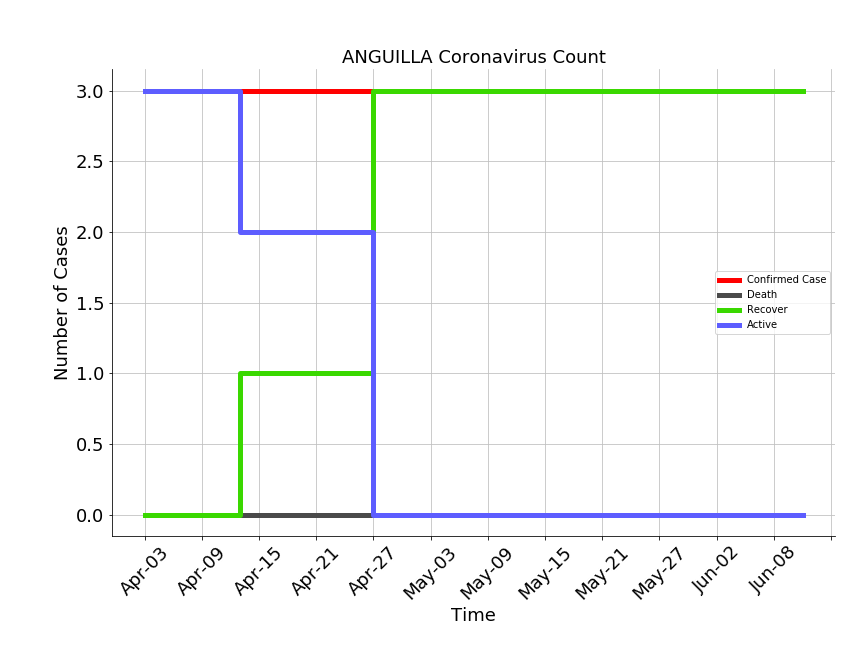 ANGUILLA Coronavirus Count
Number of Cases
3.0
2.5
2.0
1.5
1.0
0.5
0.0
Confirmed Case
Death
Recover
Active
Apr-03
Apr-09
Apr-15
Apr-21
Apr-27
May-03
May-09
May-15
May-21
May-27
Jun-02
Jun-08
Time